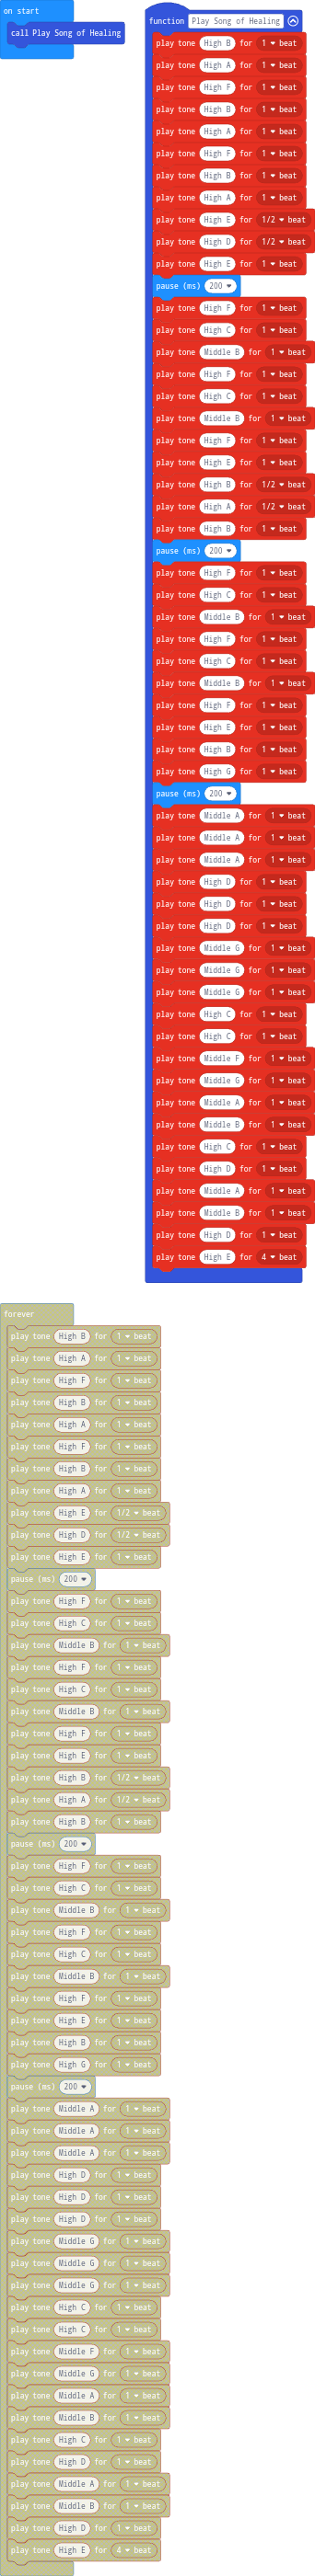 on start
call Play Song of Healing
function Play Song of Healing
play tone High B for 1 beat
play tone High A for 1 beat
play tone High F for 1 beat
play tone High B for 1 beat
play tone High A for 1 beat
play tone High F for 1 beat
play tone High B for 1 beat
play tone High A for 1 beat
play tone High E for 1/2 beat
play tone High D for 1/2 beat
play tone High E for 1 beat
pause (ms) 200
play tone High F for 1 beat
play tone High C for 1 beat
play tone Middle B for 1 beat
play tone High F for 1 beat
play tone High C for 1 beat
play tone Middle B for 1 beat
play tone High F for 1 beat
play tone High E for 1 beat
play tone High B for 1/2 beat
play tone High A for 1/2 beat
play tone High B for 1 beat
pause (ms) 200
play tone High F for 1 beat
play tone High C for 1 beat
play tone Middle B for 1 beat
play tone High F for 1 beat
play tone High C for 1 beat
play tone Middle B for 1 beat
play tone High F for 1 beat
play tone High E for 1 beat
play tone High B for 1 beat
play tone High G for 1 beat
pause (ms) 200
play tone Middle A for 1 beat
play tone Middle A for 1 beat
play tone Middle A for 1 beat
play tone High D for 1 beat
play tone High D for 1 beat
play tone High D for 1 beat
play tone Middle G for 1 beat
play tone Middle G for 1 beat
play tone Middle G for 1 beat
play tone High C for 1 beat
play tone High C for 1 beat
play tone Middle F for 1 beat
play tone Middle G for 1 beat
play tone Middle A for 1 beat
play tone Middle B for 1 beat
play tone High C for 1 beat
play tone High D for 1 beat
play tone Middle A for 1 beat
play tone Middle B for 1 beat
play tone High D for 1 beat
play tone High E for 4 beat
forever
play tone High B for 1 beat
play tone High A for 1 beat
play tone High F for 1 beat
play tone High B for 1 beat
play tone High A for 1 beat
play tone High F for 1 beat
play tone High B for 1 beat
play tone High A for 1 beat
play tone High E for 1/2 beat
play tone High D for 1/2 beat
play tone High E for 1 beat
pause (ms) 200
play tone High F for 1 beat
play tone High C for 1 beat
play tone Middle B for 1 beat
play tone High F for 1 beat
play tone High C for 1 beat
play tone Middle B for 1 beat
play tone High F for 1 beat
play tone High E for 1 beat
play tone High B for 1/2 beat
play tone High A for 1/2 beat
play tone High B for 1 beat
pause (ms) 200
play tone High F for 1 beat
play tone High C for 1 beat
play tone Middle B for 1 beat
play tone High F for 1 beat
play tone High C for 1 beat
play tone Middle B for 1 beat
play tone High F for 1 beat
play tone High E for 1 beat
play tone High B for 1 beat
play tone High G for 1 beat
pause (ms) 200
play tone Middle A for 1 beat
play tone Middle A for 1 beat
play tone Middle A for 1 beat
play tone High D for 1 beat
play tone High D for 1 beat
play tone High D for 1 beat
play tone Middle G for 1 beat
play tone Middle G for 1 beat
play tone Middle G for 1 beat
play tone High C for 1 beat
play tone High C for 1 beat
play tone Middle F for 1 beat
play tone Middle G for 1 beat
play tone Middle A for 1 beat
play tone Middle B for 1 beat
play tone High C for 1 beat
play tone High D for 1 beat
play tone Middle A for 1 beat
play tone Middle B for 1 beat
play tone High D for 1 beat
play tone High E for 4 beat